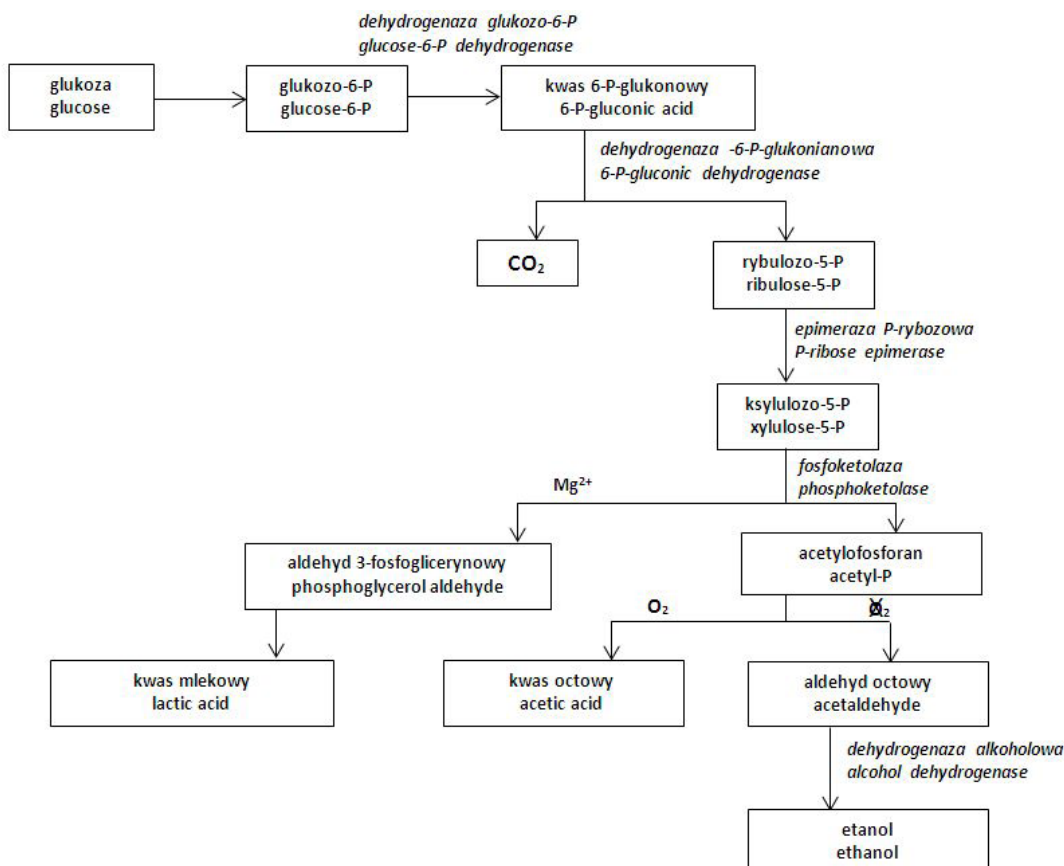 dehydrogenaza glukozo-6-P
glucose-6-P dehydrogenase
glukoza
glucose
glukozo-6-P
glucose-6-P
kwas 6-P-glukonowy
6-P-gluconic acid
dehydrogenaza -6-P-glukonianowa
6-P-gluconic dehydrogenase
CO₂
rybulozo-5-P
ribulose-5-P
epimeraza P-rybozowa
P-ribose epimerase
ksylulozo-5-P
xylulose-5-P
fosfoketolaza
phosphoketolase
Mg²⁺
aldehyd 3-fosfoglicerynowy
phosphoglycerol aldehyde
acetylofosforan
acetyl-P
O₂
kwas mlekowy
lactic acid
kwas octowy
acetic acid
aldehyd octowy
acetaldehyde
dehydrogenaza alkoholowa
alcohol dehydrogenase
etanol
ethanol